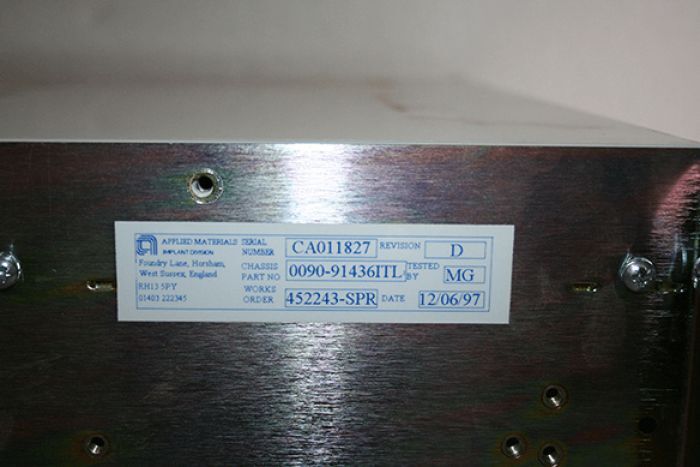 APPLIED MATERIALS
IMPLANT DIVISION
Foundry Lane, Horsham,
West Sussex, England
RH13 5PY
01403 222345
SERIAL NUMBER CA011827 REVISION D
CHASSIS PART NO 0090-91436ITL TESTED BY MG
WORKS ORDER 452243-SPR DATE 12/06/97